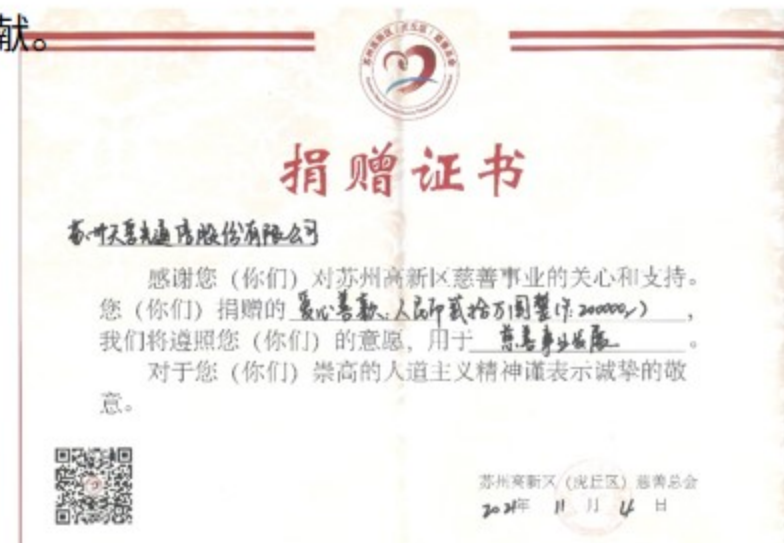 献。
捐赠证书
苏州天孚光通信股份有限公司
感谢您（你们）对苏州高新区慈善事业的关心和支持。
您（你们）捐赠的 爱心善款：人民币贰拾万圆整（¥：200000/），
我们将遵照您（你们）的意愿，用于 慈善事业发展 。
对于您（你们）崇高的人道主义精神谨表示诚挚的敬
意。
苏州高新区（虎丘区）慈善总会
2021年 11 月 4 日